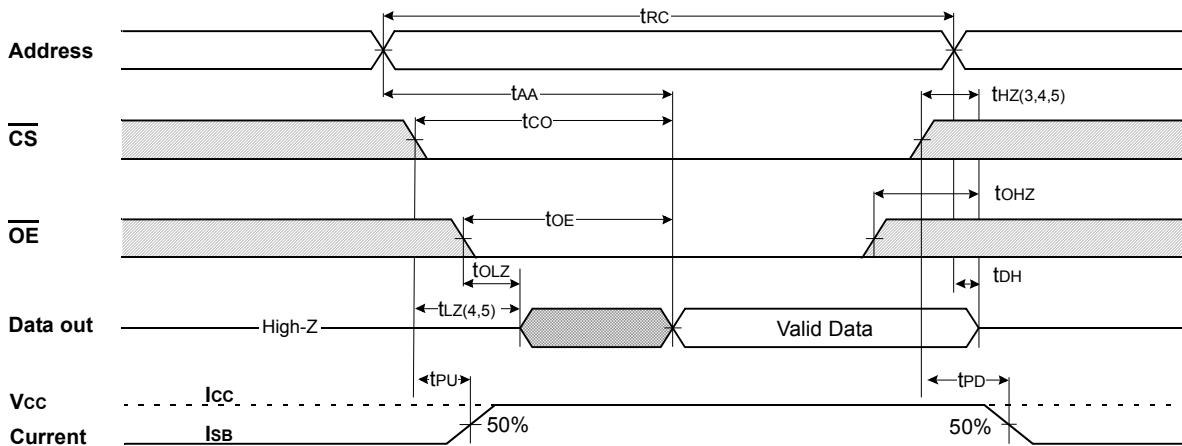 tRC
Address
tAA
tHZ(3,4,5)
CS
tCO
tOHZ
OE
tOE
tOLZ
tDH
tLZ(4,5)
Data out
High-Z
Valid Data
tPU
tPD
VCC
ICC
50%
50%
Current
ISB